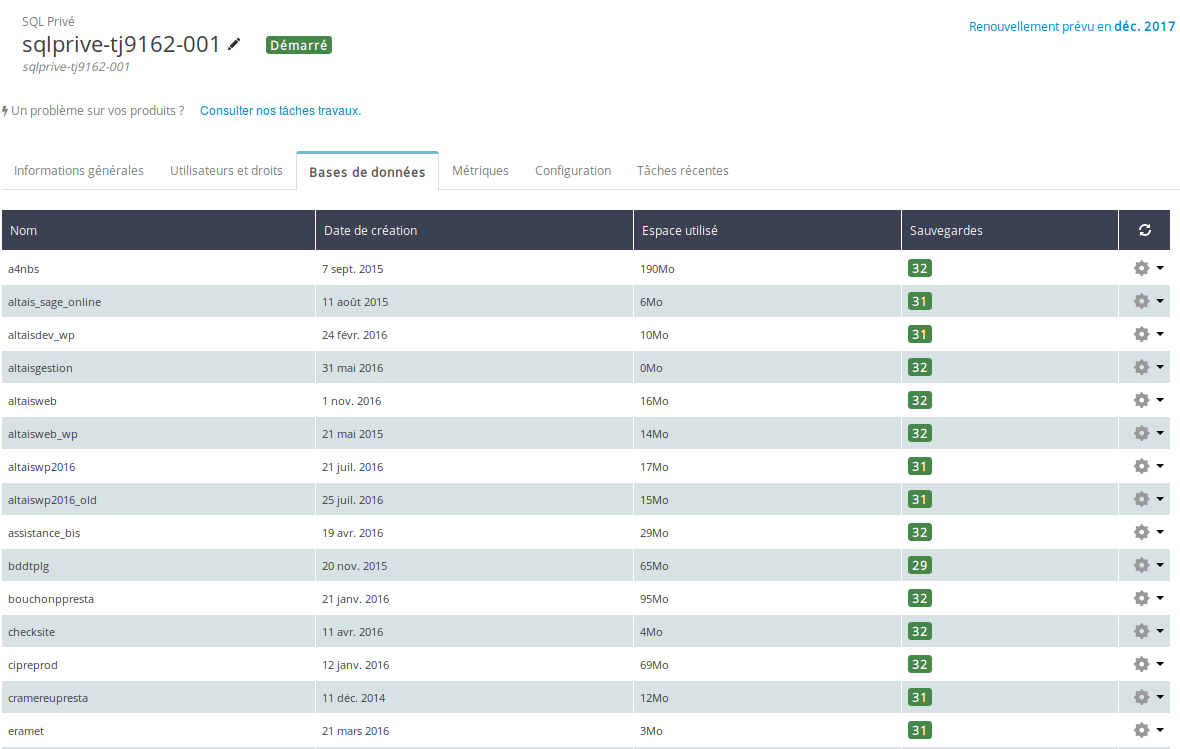 SQL Privé
sqlprive-tj9162-001 Démarré
sqlprive-tj9162-001
Renouvellement prévu en déc. 2017
Un problème sur vos produits ? Consulter nos tâches travaux.
Informations générales Utilisateurs et droits Bases de données Métriques Configuration Tâches récentes
Nom Date de création Espace utilisé Sauvegardes
a4nbs 7 sept. 2015 190Mo 32
altais_sage_online 11 août 2015 6Mo 31
altaisdev_wp 24 févr. 2016 10Mo 31
altaisgestion 31 mai 2016 0Mo 32
altaisweb 1 nov. 2016 16Mo 32
altaisweb_wp 21 mai 2015 14Mo 32
altaiswp2016 21 juil. 2016 17Mo 31
altaiswp2016_old 25 juil. 2016 15Mo 31
assistance_bis 19 avr. 2016 29Mo 32
bddtplg 20 nov. 2015 65Mo 29
bouchonppresta 21 janv. 2016 95Mo 32
checksite 11 avr. 2016 4Mo 32
cipreprod 12 janv. 2016 69Mo 32
cramereupresta 11 déc. 2014 12Mo 31
eramet 21 mars 2016 3Mo 31